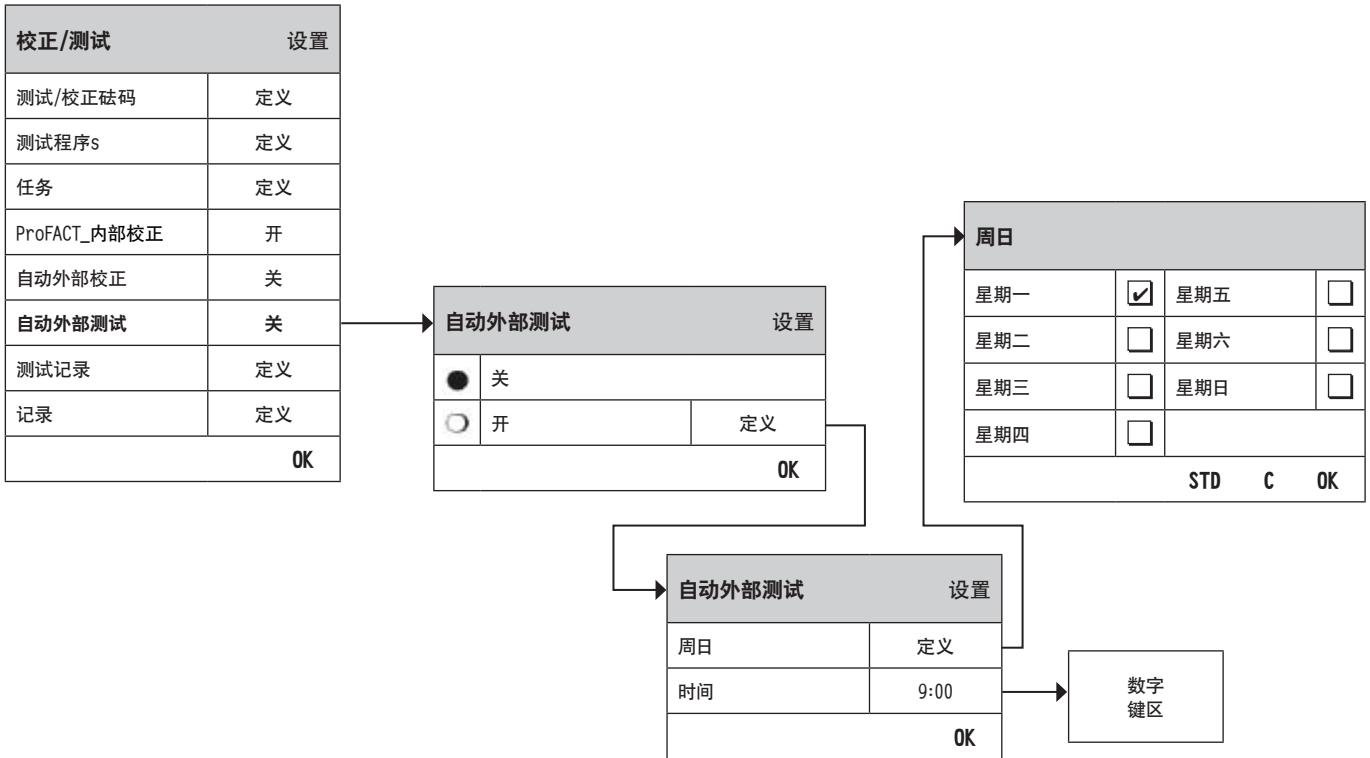 校正/测试 设置
测试/校正砝码 定义
测试程序s 定义
任务 定义
ProFACT_内部校正 开
自动外部校正 关
自动外部测试 关
测试记录 定义
记录 定义
OK
自动外部测试 设置
关
开 定义
OK
自动外部测试 设置
周日 定义
时间 9:00
OK
周日
星期一 星期五
星期二 星期六
星期三 星期日
星期四
STD C OK
数字
键区